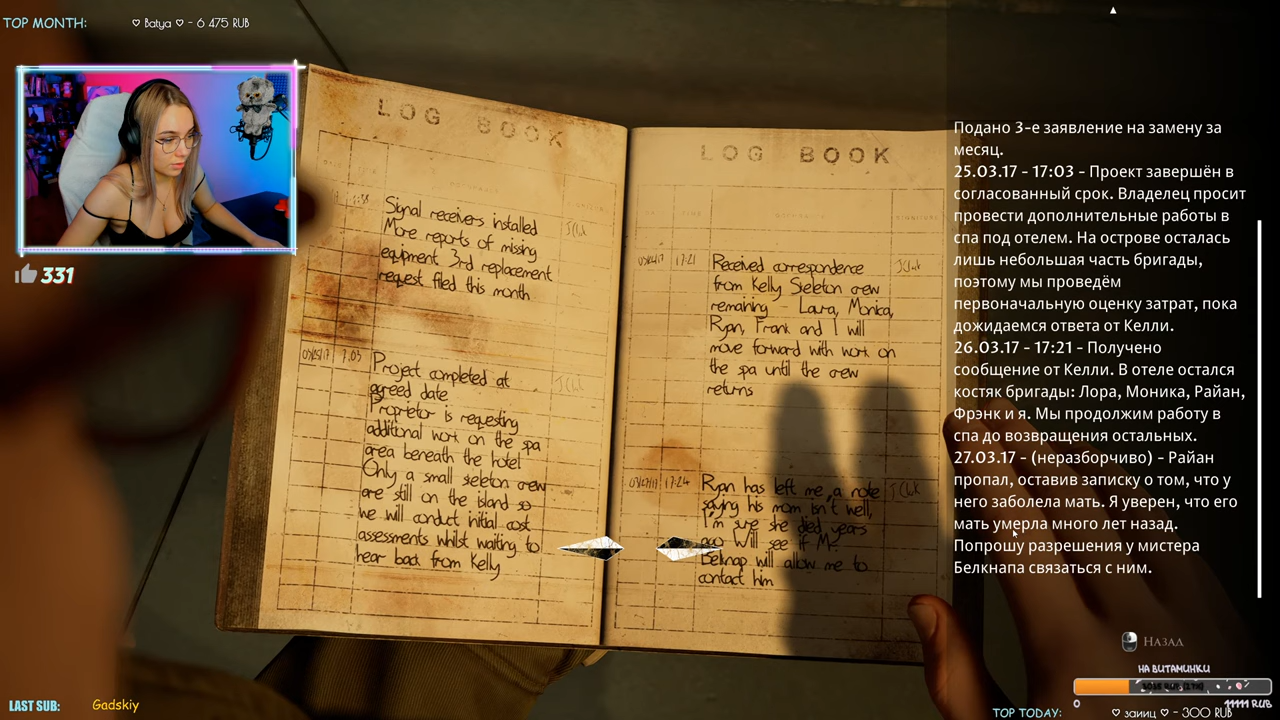 TOP MONTH:
♡ Batya ♡ - 6 475 RUB
331
LOG BOOK
Signal receivers installed
More reports of missing
equipment 3rd replacement
request filed this month
Project completed at
agreed date
Proprietor is requesting
additional work on the spa
area beneath the hotel
Only a small skeleton crew
are still on the island so
we will conduct initial cost
assessments whilst waiting to
hear back from Kelly
LOG BOOK
17:21
Received correspondence
from Kelly Skeleton crew
remaining - Laura, Monica,
Ryan, Frank and I will
move forward with work on
the spa until the crew
returns
17:24
Ryan has left me a note
saying his mom isn't well,
I'm sure she died years
ago Will see if Mr.
Belknap will allow me to
contact him
Подано 3-е заявление на замену за
месяц.
25.03.17 - 17:03 - Проект завершён в
согласованный срок. Владелец просит
провести дополнительные работы в
спа под отелем. На острове осталась
лишь небольшая часть бригады,
поэтому мы проведём
первоначальную оценку затрат, пока
дожидаемся ответа от Келли.
26.03.17 - 17:21 - Получено
сообщение от Келли. В отеле остался
костяк бригады: Лора, Моника, Райан,
Фрэнк и я. Мы продолжим работу в
спа до возвращения остальных.
27.03.17 - (неразборчиво) - Райан
пропал, оставив записку о том, что у
него заболела мать. Я уверен, что его
мать умерла много лет назад.
Попрошу разрешения у мистера
Белкнапа связаться с ним.
Назад
НА ВИТАМИНКИ
0
11111 RUB
LAST SUB:
Gadskiy
TOP TODAY:
♡ заииц ♡ - 300 RUB